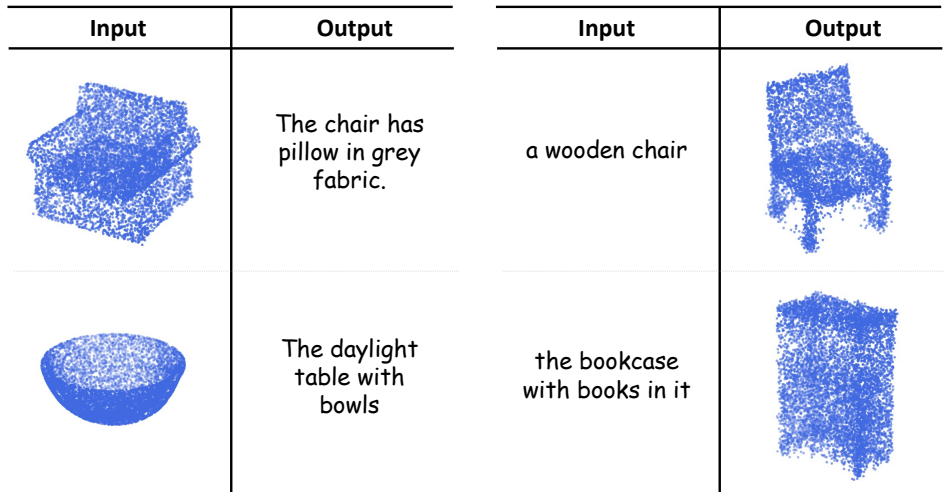 Input
Output
The chair has
pillow in grey
fabric.
The daylight
table with
bowls
Input
Output
a wooden chair
the bookcase
with books in it